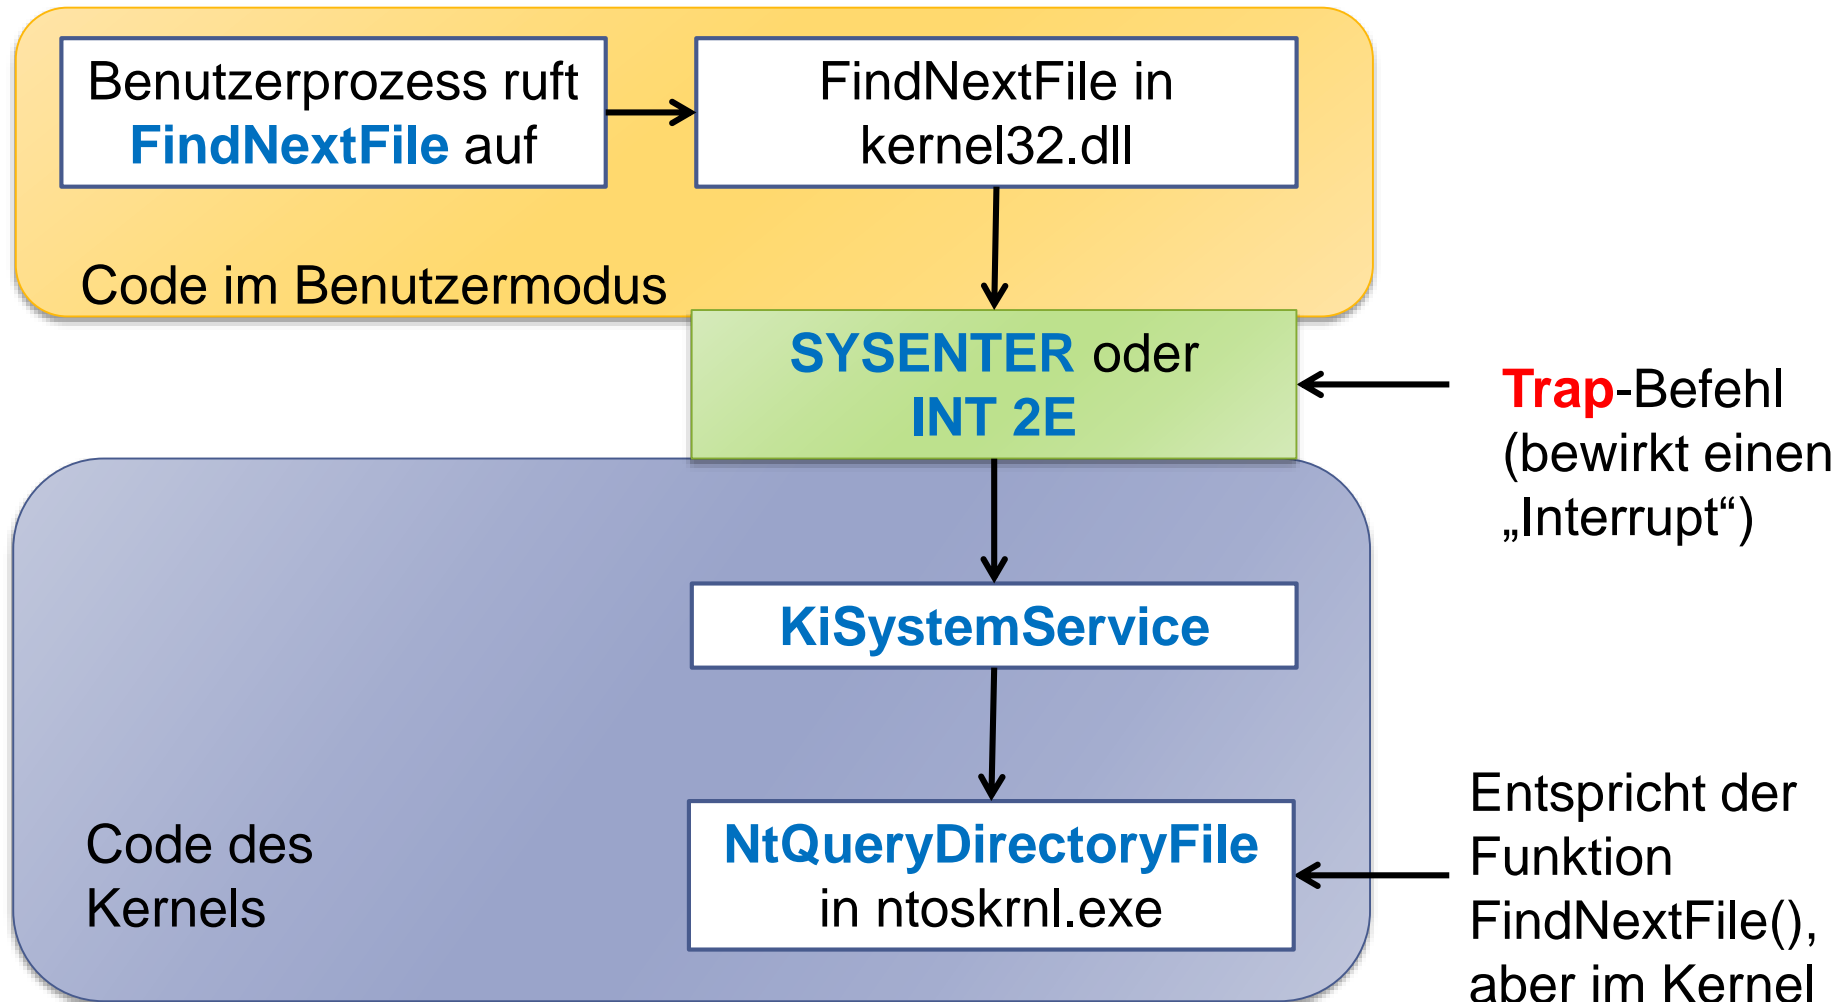 Benutzerprozess ruft
FindNextFile auf
FindNextFile in
kernel32.dll
Code im Benutzermodus
SYSENTER oder
INT 2E
Trap-Befehl
(bewirkt einen
„Interrupt“)
KiSystemService
Code des
Kernels
NtQueryDirectoryFile
in ntoskrnl.exe
Entspricht der
Funktion
FindNextFile(),
aber im Kernel